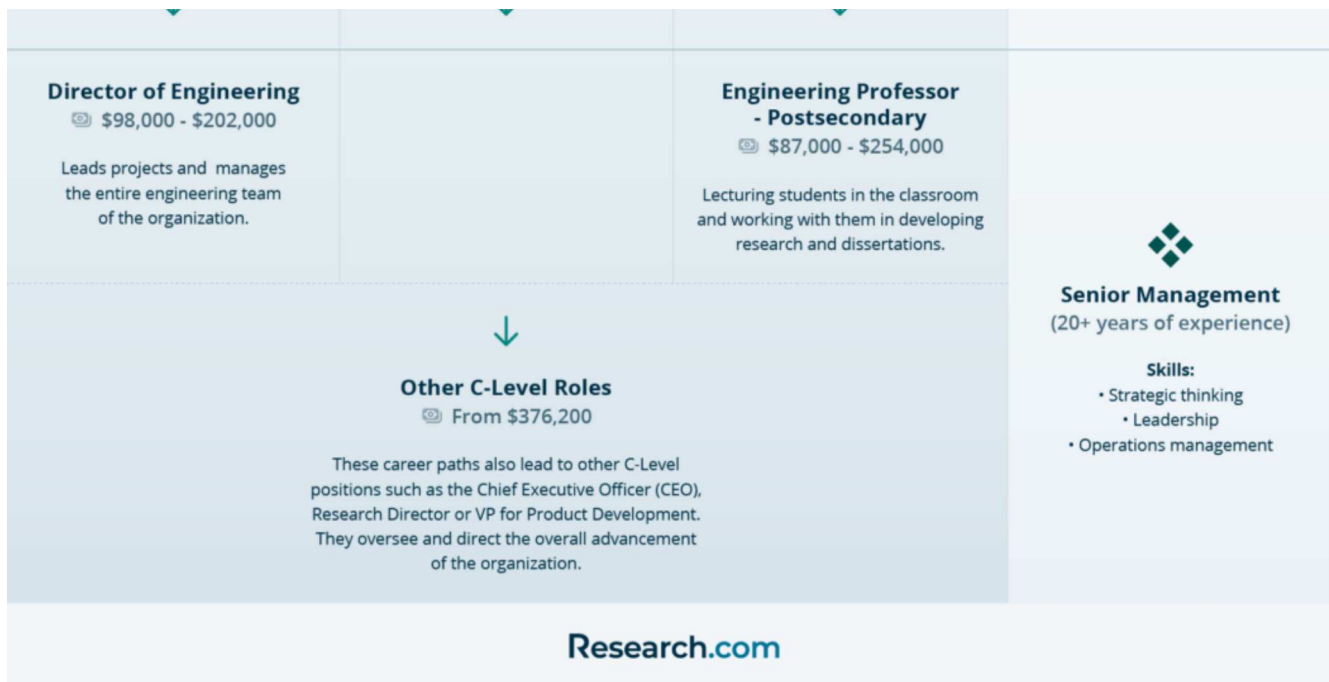 Director of Engineering
$98,000 - $202,000
Leads projects and manages
the entire engineering team
of the organization.
Engineering Professor
- Postsecondary
$87,000 - $254,000
Lecturing students in the classroom
and working with them in developing
research and dissertations.
Other C-Level Roles
From $376,200
These career paths also lead to other C-Level
positions such as the Chief Executive Officer (CEO),
Research Director or VP for Product Development.
They oversee and direct the overall advancement
of the organization.
Senior Management
(20+ years of experience)
Skills:
• Strategic thinking
• Leadership
• Operations management
Research.com